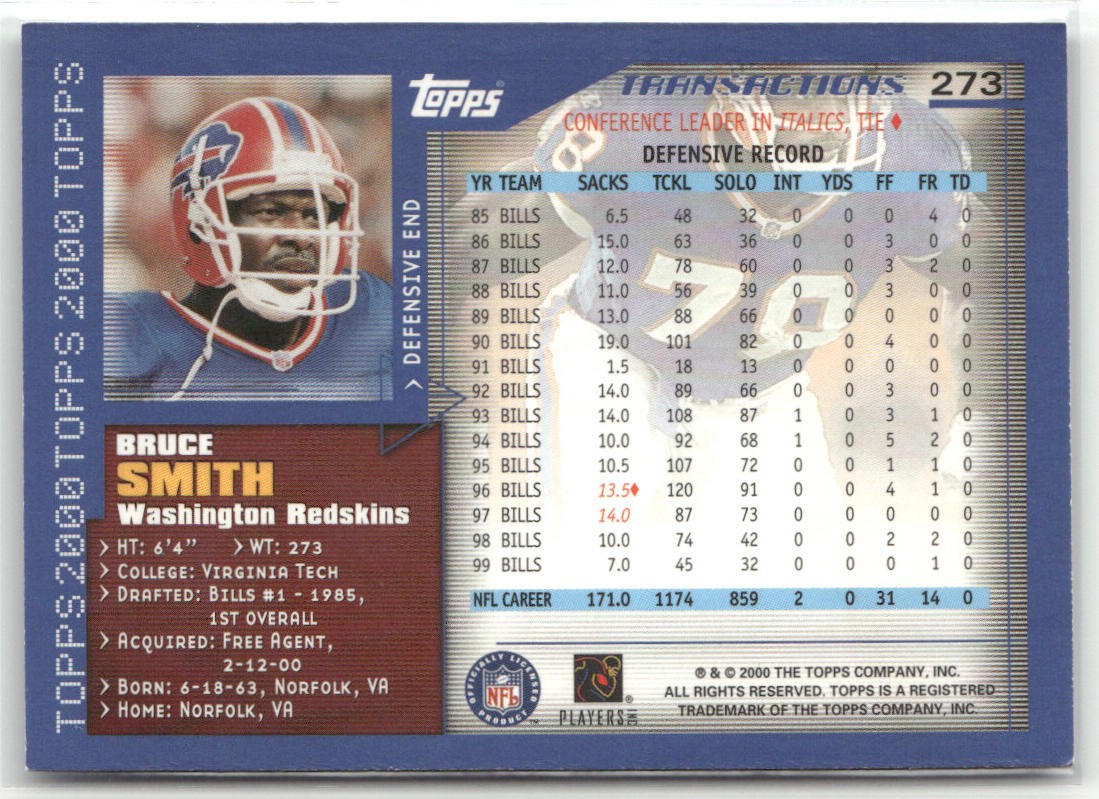 TOPPS 2000 TOPPS 2000 TOPPS 2000 TOPPS
topps®
> DEFENSIVE END
BRUCE
SMITH
Washington Redskins
> HT: 6'4" > WT: 273
> COLLEGE: VIRGINIA TECH
> DRAFTED: BILLS #1 - 1985,
1ST OVERALL
> ACQUIRED: FREE AGENT,
2-12-00
> BORN: 6-18-63, NORFOLK, VA
> HOME: NORFOLK, VA
TRANSACTIONS 273
CONFERENCE LEADER IN ITALICS, TIE ♦
DEFENSIVE RECORD
YR TEAM SACKS TCKL SOLO INT YDS FF FR TD
85 BILLS 6.5 48 32 0 0 0 4 0
86 BILLS 15.0 63 36 0 0 3 0 0
87 BILLS 12.0 78 60 0 0 3 2 0
88 BILLS 11.0 56 39 0 0 3 0 0
89 BILLS 13.0 88 66 0 0 0 0 0
90 BILLS 19.0 101 82 0 0 4 0 0
91 BILLS 1.5 18 13 0 0 0 0 0
92 BILLS 14.0 89 66 0 0 3 0 0
93 BILLS 14.0 108 87 1 0 3 1 0
94 BILLS 10.0 92 68 1 0 5 2 0
95 BILLS 10.5 107 72 0 0 1 1 0
96 BILLS 13.5♦ 120 91 0 0 4 1 0
97 BILLS 14.0 87 73 0 0 0 0 0
98 BILLS 10.0 74 42 0 0 2 2 0
99 BILLS 7.0 45 32 0 0 0 1 0
NFL CAREER 171.0 1174 859 2 0 31 14 0
78
OFFICIALLY LICENSED
NFL
PRODUCT ™
PLAYERS INC ®
® & © 2000 THE TOPPS COMPANY, INC.
ALL RIGHTS RESERVED. TOPPS IS A REGISTERED
TRADEMARK OF THE TOPPS COMPANY, INC.